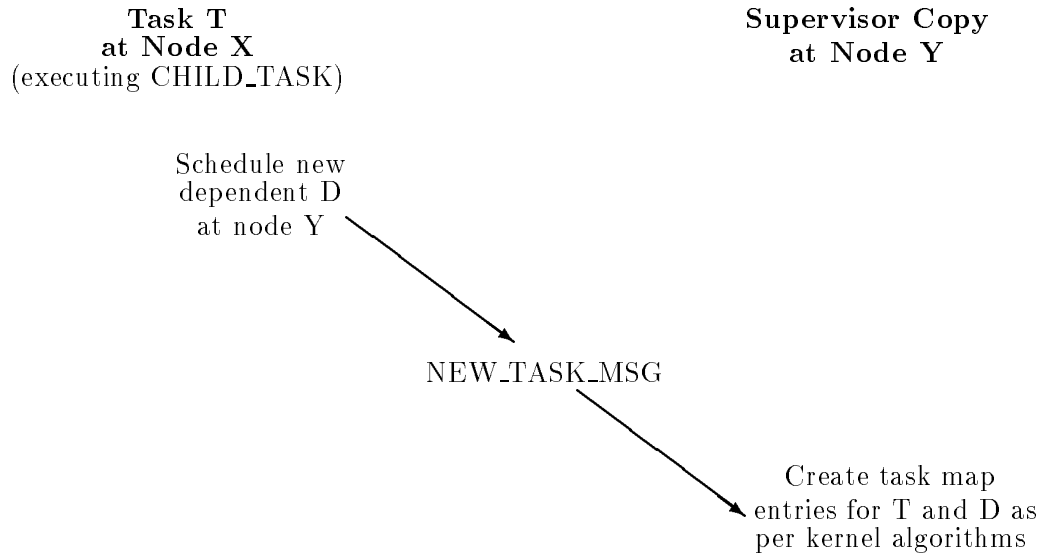 Task T
at Node X
(executing CHILD_TASK)
Supervisor Copy
at Node Y
Schedule new
dependent D
at node Y
NEW_TASK_MSG
Create task map
entries for T and D as
per kernel algorithms